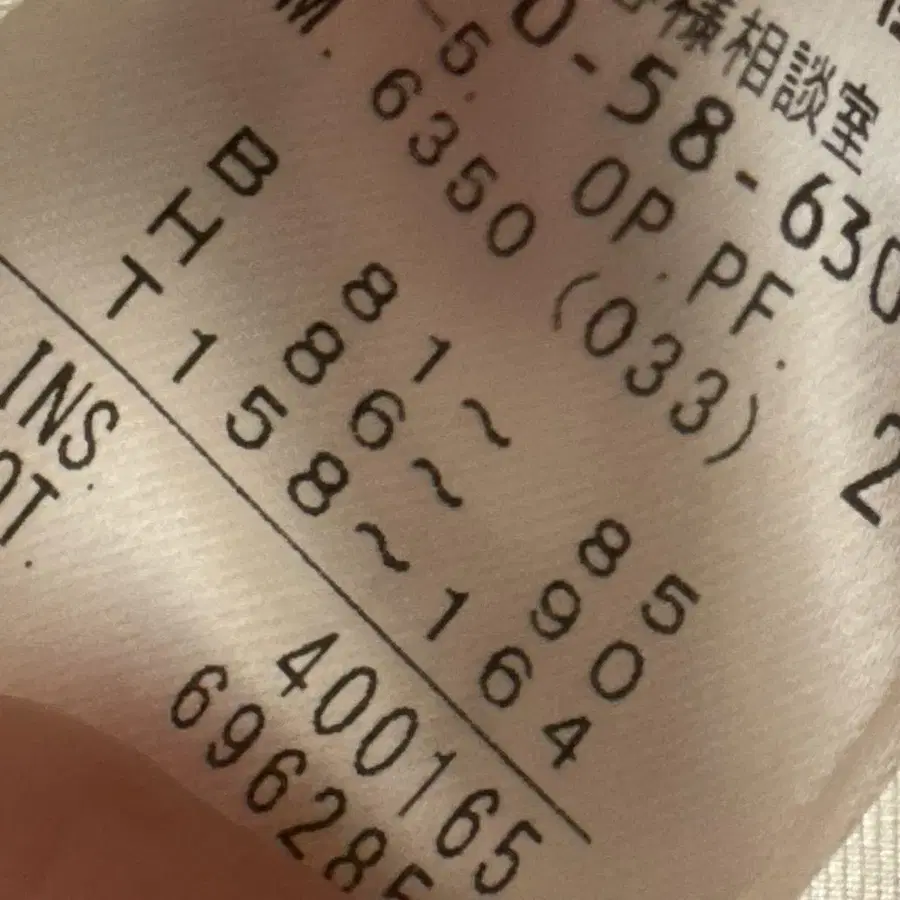 様相談室
0-58-630
OP.PF.
M.
-5.
6350(033)
2
B 81~85
H 86~90
T 158~164
INS 400165
OT. 696285